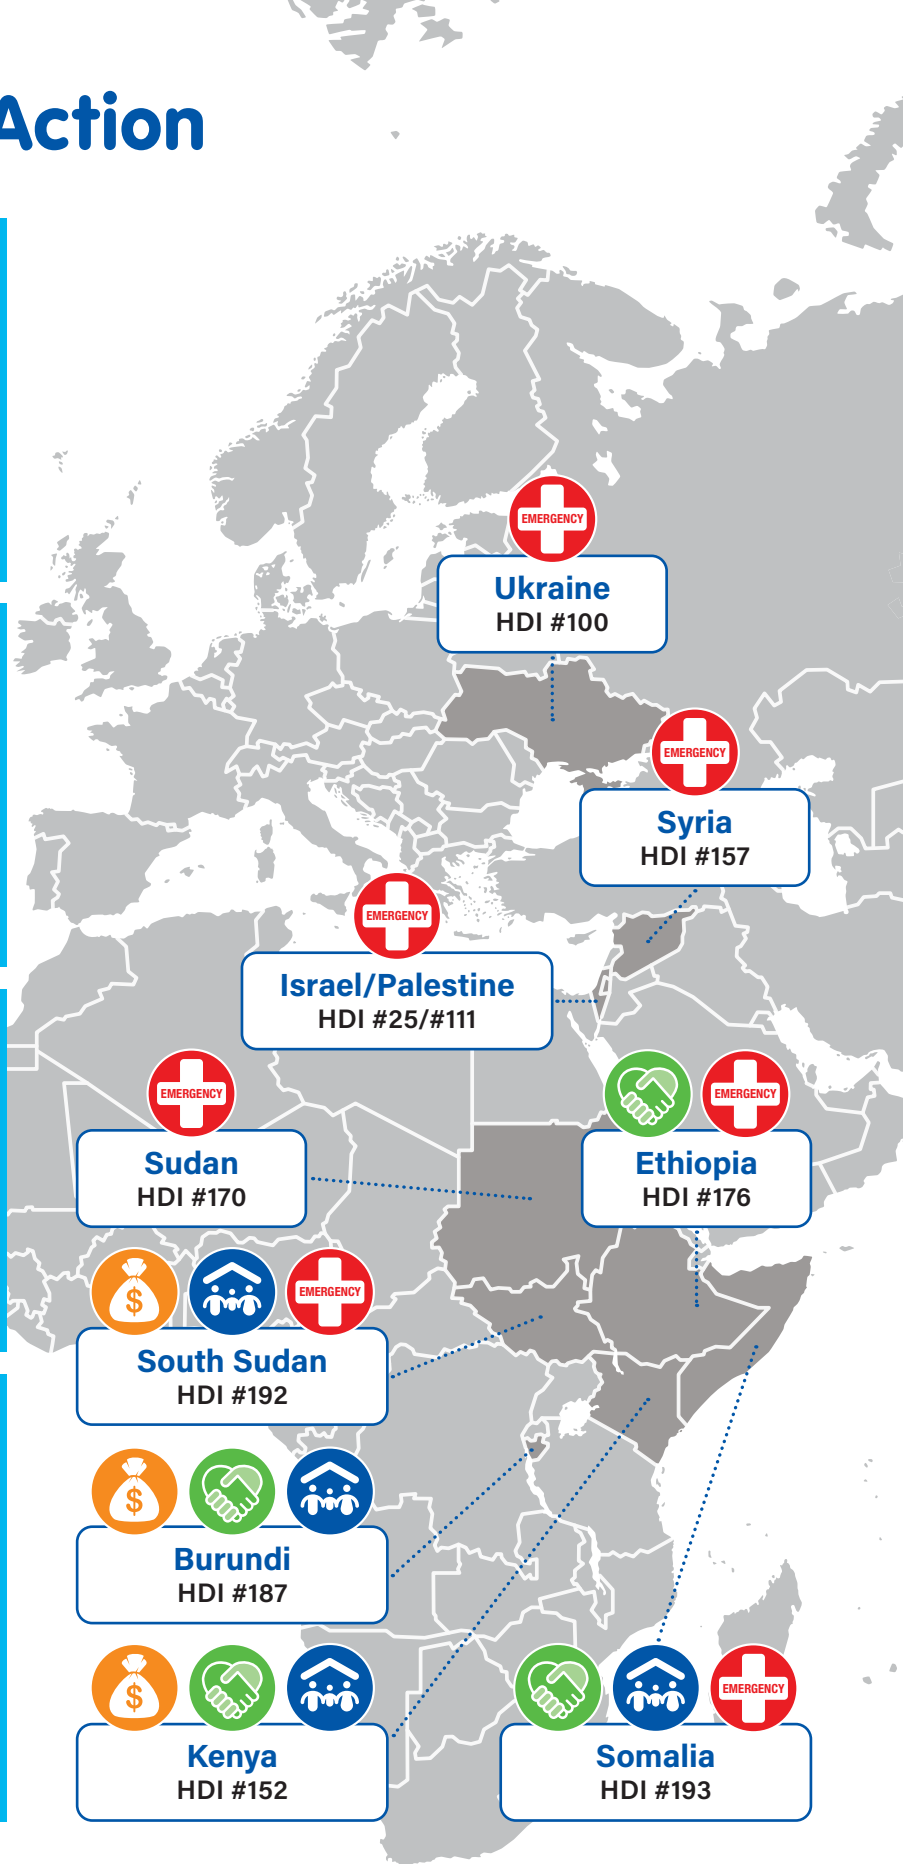 Action
EMERGENCY
Ukraine
HDI #100
EMERGENCY
Syria
HDI #157
EMERGENCY
Israel/Palestine
HDI #25/#111
EMERGENCY
Sudan
HDI #170
EMERGENCY
Ethiopia
HDI #176
$
EMERGENCY
South Sudan
HDI #192
$
Burundi
HDI #187
$
Kenya
HDI #152
EMERGENCY
Somalia
HDI #193